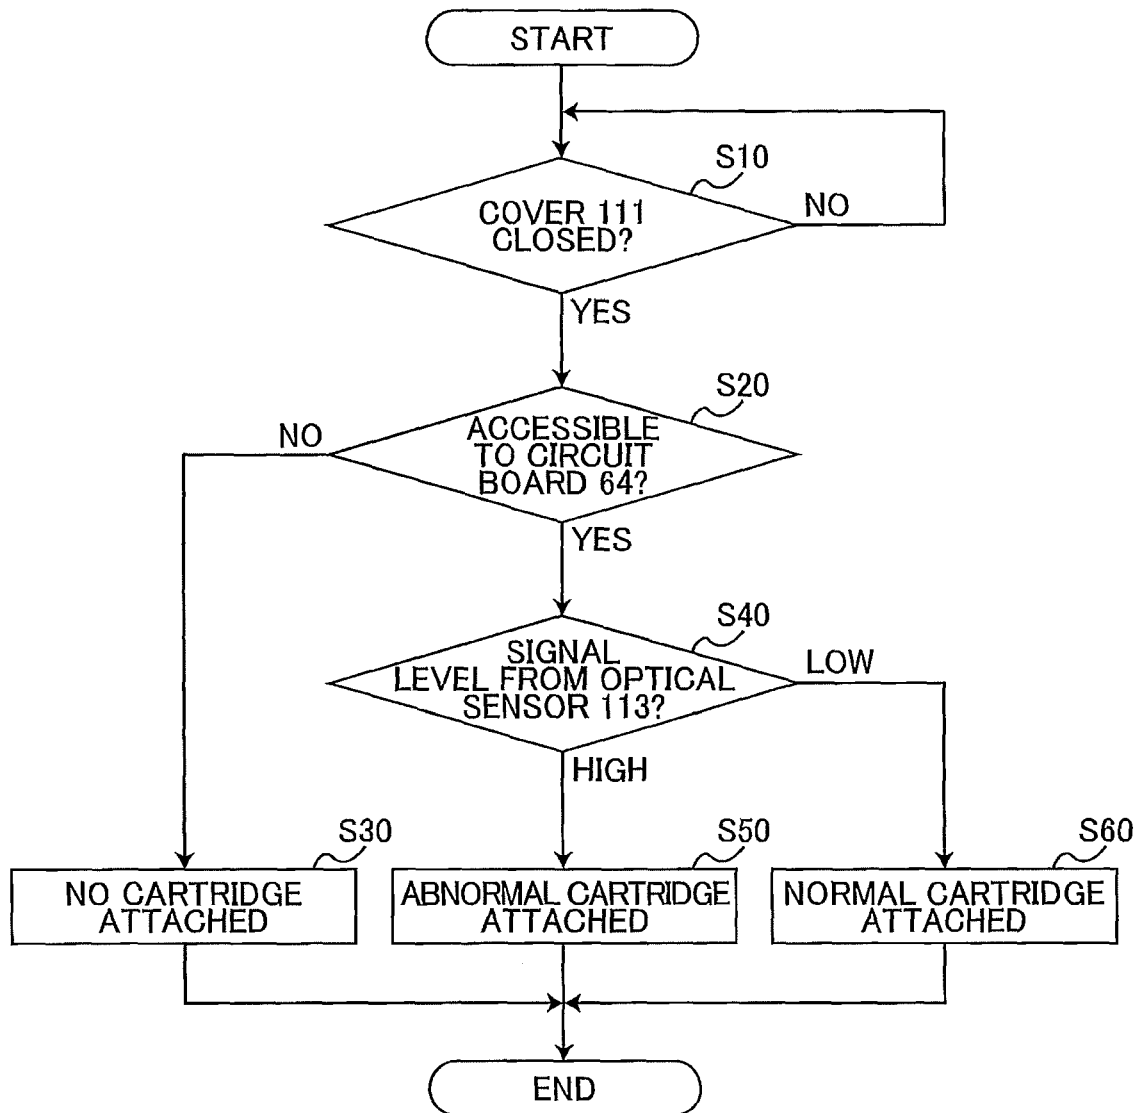 START
S10
COVER 111
CLOSED?
NO
YES
S20
NO
ACCESSIBLE
TO CIRCUIT
BOARD 64?
YES
S40
SIGNAL
LEVEL FROM OPTICAL
SENSOR 113?
LOW
HIGH
S30
NO CARTRIDGE
ATTACHED
S50
ABNORMAL CARTRIDGE
ATTACHED
S60
NORMAL CARTRIDGE
ATTACHED
END